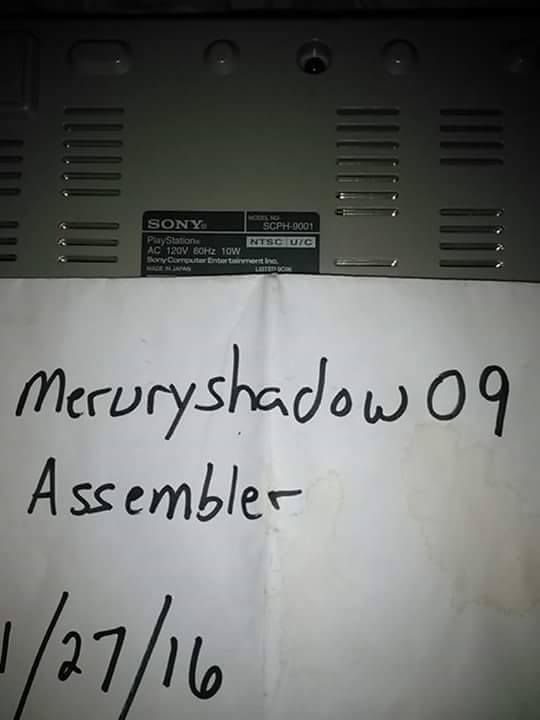 SONY®
MODEL NO.
SCPH-9001
PlayStation®
NTSC U/C
AC 120V 60Hz 10W
Sony Computer Entertainment Inc.
MADE IN JAPAN
Meruryshadow09
Assembler
1/27/16